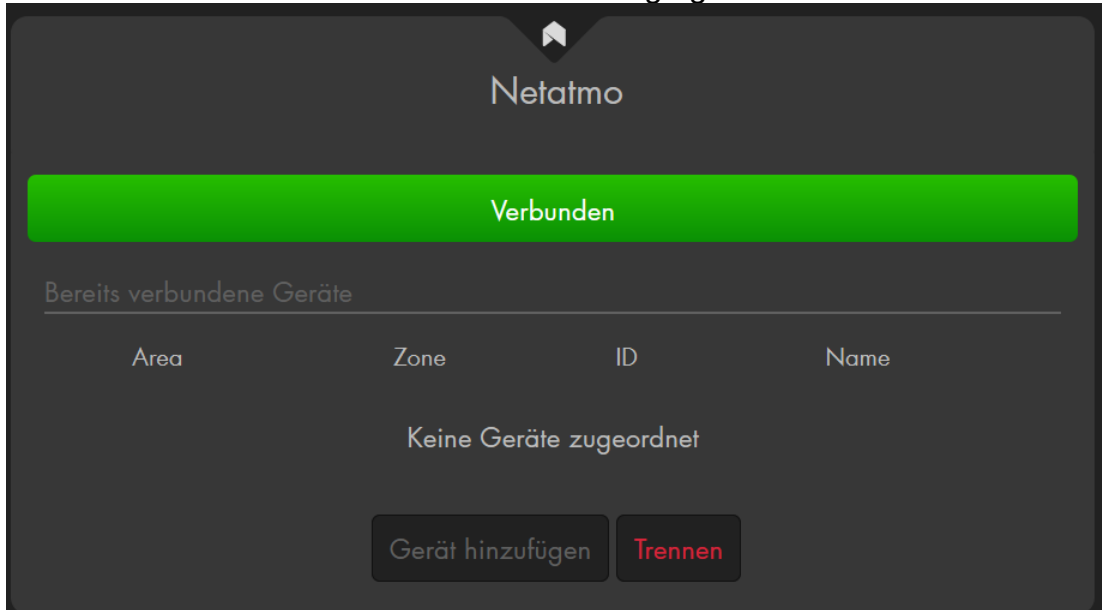 Netatmo
Verbunden
Bereits verbundene Geräte
Area Zone ID Name
Keine Geräte zugeordnet
Gerät hinzufügen Trennen